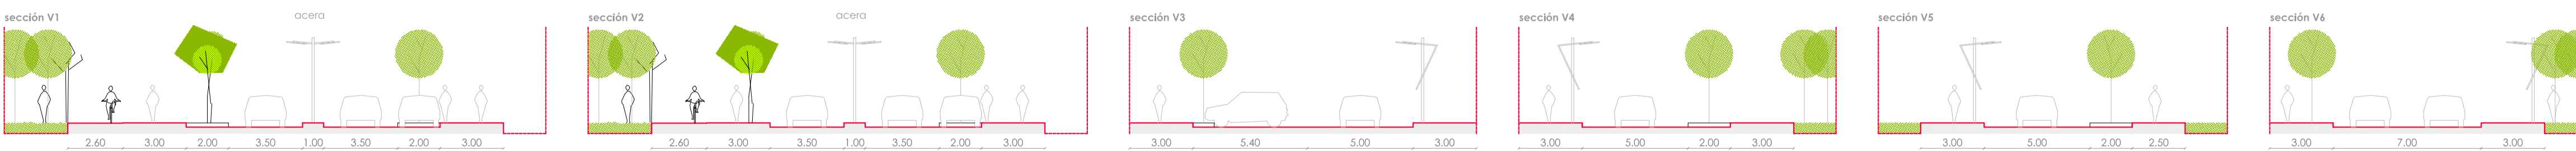 sección V1 acera
2.60 3.00 2.00 3.50 1.00 3.50 2.00 3.00
sección V2 acera
2.60 3.00 3.50 1.00 3.50 2.00 3.00
sección V3
3.00 5.40 5.00 3.00
sección V4
3.00 5.00 2.00 3.00
sección V5
3.00 5.00 2.00 2.50
sección V6
3.00 7.00 3.00